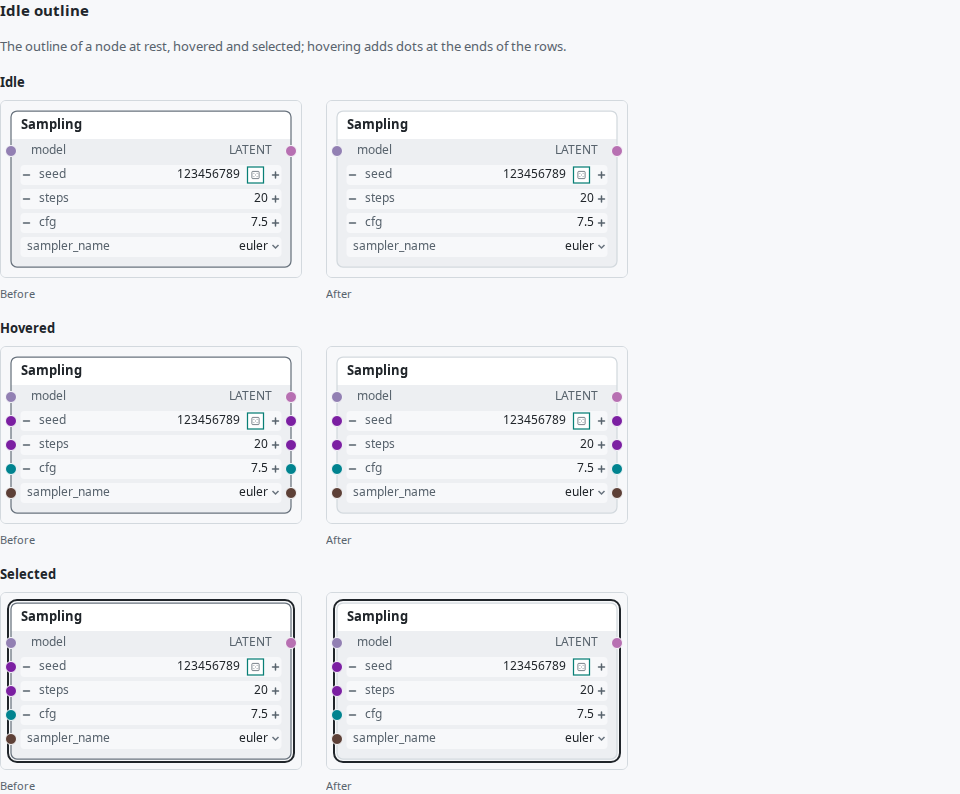 Idle outline
The outline of a node at rest, hovered and selected; hovering adds dots at the ends of the rows.
Idle
Sampling
model LATENT
− seed 123456789 +
− steps 20 +
− cfg 7.5 +
sampler_name euler
Before
Sampling
model LATENT
− seed 123456789 +
− steps 20 +
− cfg 7.5 +
sampler_name euler
After
Hovered
Sampling
model LATENT
− seed 123456789 +
− steps 20 +
− cfg 7.5 +
sampler_name euler
Before
Sampling
model LATENT
− seed 123456789 +
− steps 20 +
− cfg 7.5 +
sampler_name euler
After
Selected
Sampling
model LATENT
− seed 123456789 +
− steps 20 +
− cfg 7.5 +
sampler_name euler
Before
Sampling
model LATENT
− seed 123456789 +
− steps 20 +
− cfg 7.5 +
sampler_name euler
After